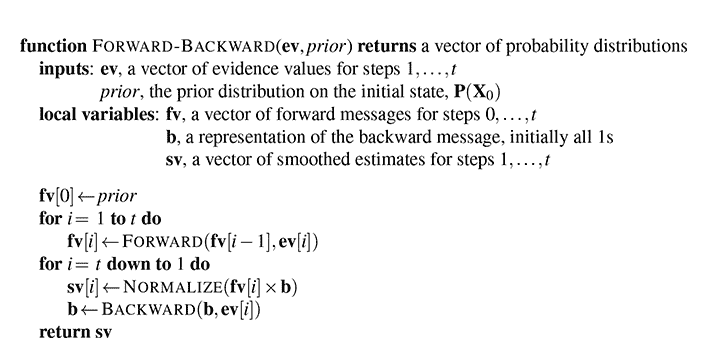 function FORWARD-BACKWARD(ev, prior) returns a vector of probability distributions
inputs: ev, a vector of evidence values for steps 1,...,t
prior, the prior distribution on the initial state, P(X₀)
local variables: fv, a vector of forward messages for steps 0,...,t
b, a representation of the backward message, initially all 1s
sv, a vector of smoothed estimates for steps 1,...,t
fv[0] ← prior
for i = 1 to t do
fv[i] ← FORWARD(fv[i − 1], ev[i])
for i = t down to 1 do
sv[i] ← NORMALIZE(fv[i] × b)
b ← BACKWARD(b, ev[i])
return sv